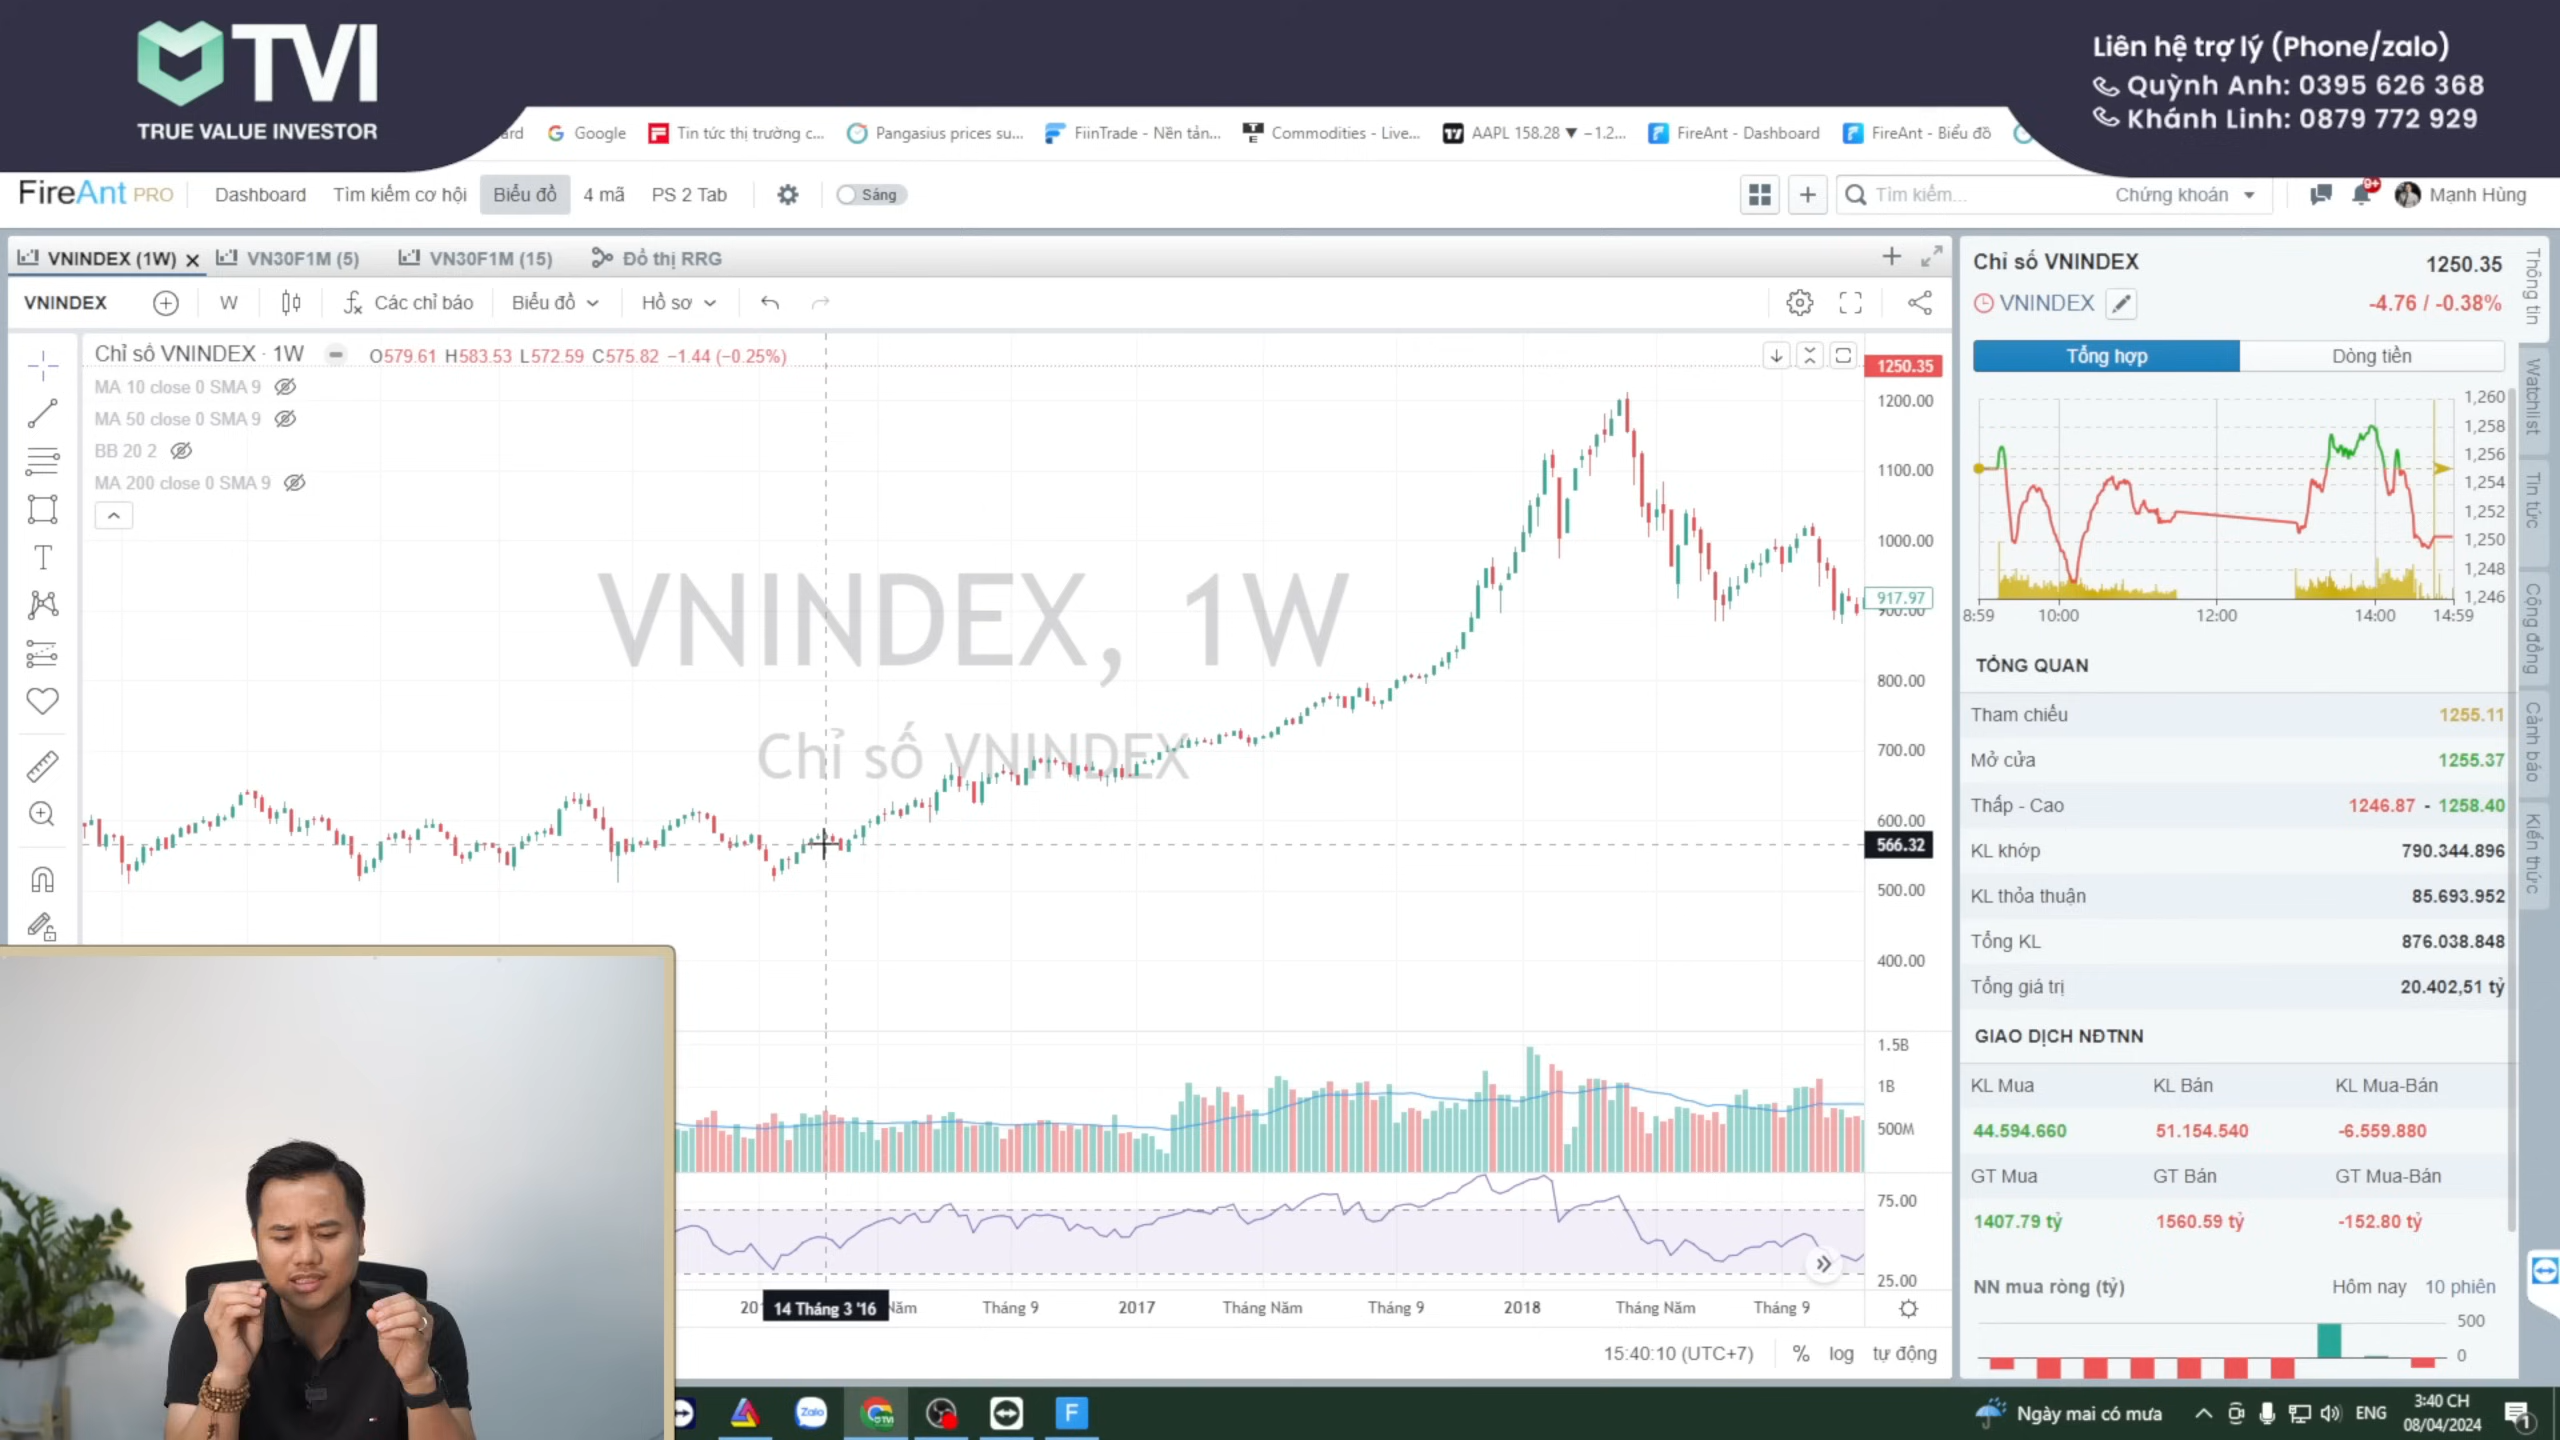 TVI
TRUE VALUE INVESTOR
Liên hệ trợ lý (Phone/zalo)
Quỳnh Anh: 0395 626 368
Khánh Linh: 0879 772 929
ard
Google
Tin tức thị trường c...
Pangasius prices su...
FiinTrade - Nền tản...
Commodities - Live...
AAPL 158.28 ▼ −1.2...
FireAnt - Dashboard
FireAnt - Biểu đồ
FireAnt PRO
Dashboard
Tìm kiếm cơ hội
Biểu đồ
4 mã
PS 2 Tab
Sáng
Tìm kiếm...
Chứng khoán
9+
Mạnh Hùng
VNINDEX (1W)
VN30F1M (5)
VN30F1M (15)
Đồ thị RRG
VNINDEX
W
Các chỉ báo
Biểu đồ
Hồ sơ
Chỉ số VNINDEX · 1W
O579.61 H583.53 L572.59 C575.82 −1.44 (−0.25%)
MA 10 close 0 SMA 9
MA 50 close 0 SMA 9
BB 20 2
MA 200 close 0 SMA 9
VNINDEX, 1W
Chỉ số VNINDEX
1250.35
1200.00
1100.00
1000.00
917.97
900.00
800.00
700.00
600.00
566.32
500.00
400.00
1.5B
1B
500M
75.00
25.00
20
14 Tháng 3 '16
Năm
Tháng 9
2017
Tháng Năm
Tháng 9
2018
Tháng Năm
Tháng 9
15:40:10 (UTC+7)
%
log
tự động
Chỉ số VNINDEX
1250.35
VNINDEX
-4.76 / -0.38%
Tổng hợp
Dòng tiền
1,260
1,258
1,256
1,254
1,252
1,250
1,248
1,246
8:59
10:00
12:00
14:00
14:59
TỔNG QUAN
Tham chiếu
1255.11
Mở cửa
1255.37
Thấp - Cao
1246.87 - 1258.40
KL khớp
790.344.896
KL thỏa thuận
85.693.952
Tổng KL
876.038.848
Tổng giá trị
20.402,51 tỷ
GIAO DỊCH NĐTNN
KL Mua
KL Bán
KL Mua-Bán
44.594.660
51.154.540
-6.559.880
GT Mua
GT Bán
GT Mua-Bán
1407.79 tỷ
1560.59 tỷ
-152.80 tỷ
NN mua ròng (tỷ)
Hôm nay
10 phiên
500
0
Thông tin
Watchlist
Tin tức
Cộng đồng
Cảnh báo
Kiến thức
Zalo
TVI
F
Ngày mai có mưa
ENG
3:40 CH
08/04/2024
1